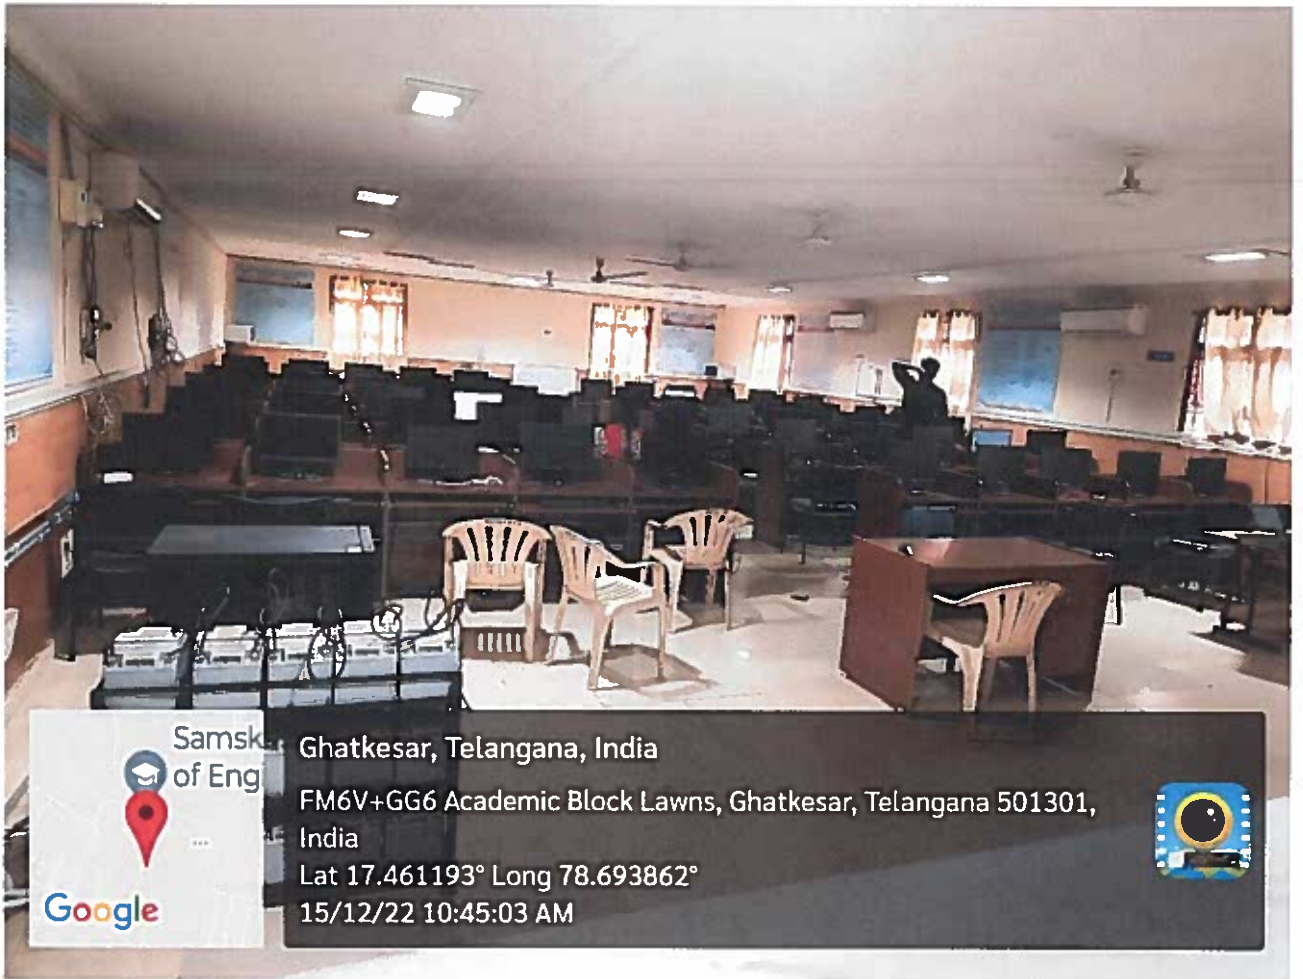 Samsk
of Engi
Google
Ghatkesar, Telangana, India
FM6V+GG6 Academic Block Lawns, Ghatkesar, Telangana 501301,
India
Lat 17.461193° Long 78.693862°
15/12/22 10:45:03 AM